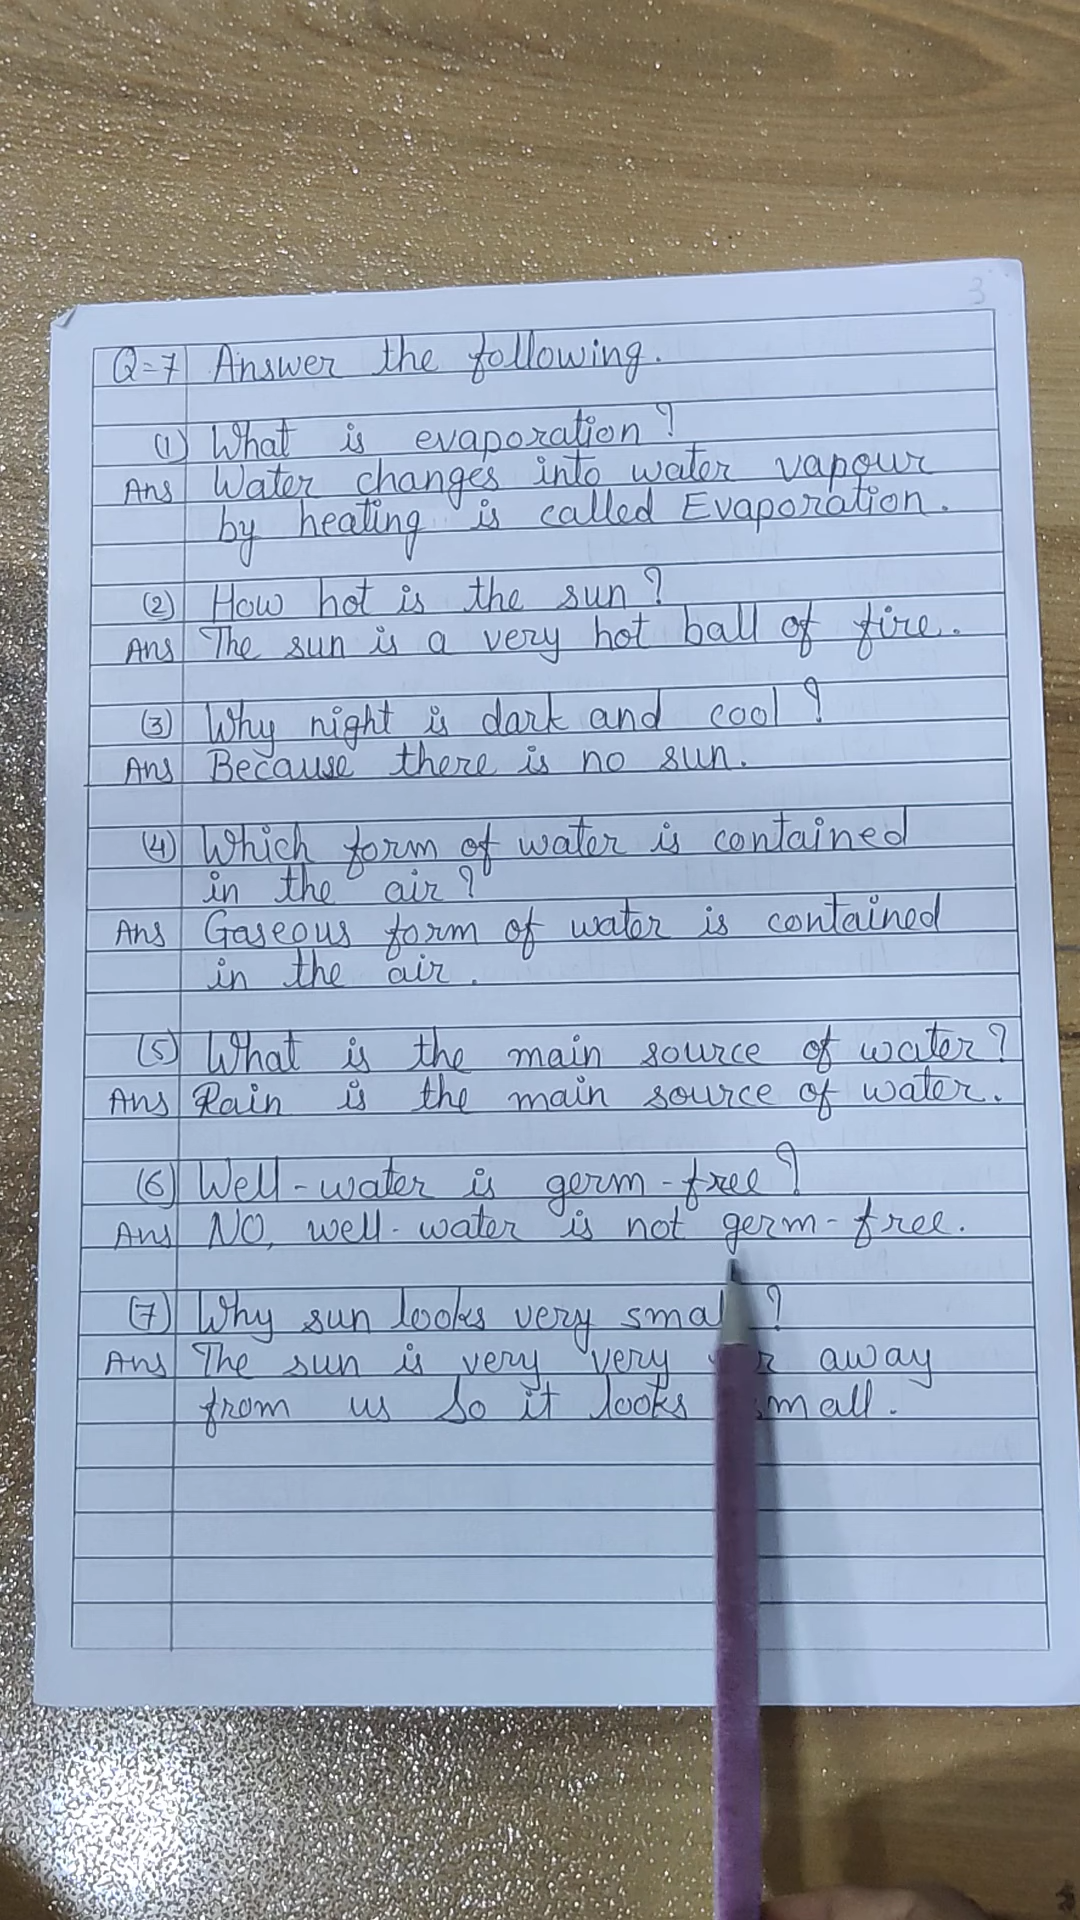 3
Q=7 Answer the following.
(1) What is evaporation?
Ans Water changes into water vapour
by heating is called Evaporation.
(2) How hot is the sun?
Ans The sun is a very hot ball of fire.
(3) Why night is dark and cool?
Ans Because there is no sun.
(4) Which form of water is contained
in the air?
Ans Gaseous form of water is contained
in the air.
(5) What is the main source of water?
Ans Rain is the main source of water.
(6) Well-water is germ-free?
Ans NO, well-water is not germ-free.
(7) Why sun looks very small?
Ans The sun is very very away
from us So it looks small.